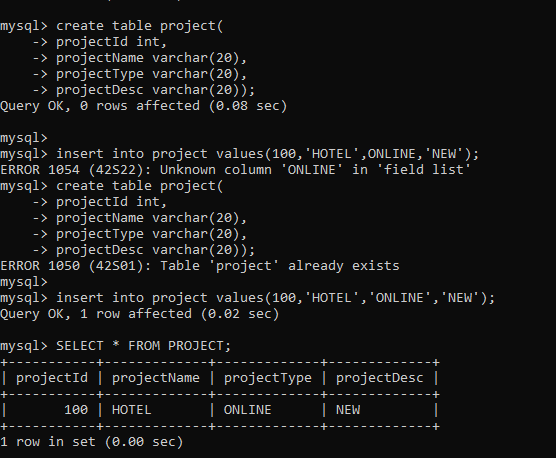 mysql> create table project(
    -> projectId int,
    -> projectName varchar(20),
    -> projectType varchar(20),
    -> projectDesc varchar(20));
Query OK, 0 rows affected (0.08 sec)
mysql>
mysql> insert into project values(100,'HOTEL',ONLINE,'NEW');
ERROR 1054 (42S22): Unknown column 'ONLINE' in 'field list'
mysql> create table project(
    -> projectId int,
    -> projectName varchar(20),
    -> projectType varchar(20),
    -> projectDesc varchar(20));
ERROR 1050 (42S01): Table 'project' already exists
mysql>
mysql> insert into project values(100,'HOTEL','ONLINE','NEW');
Query OK, 1 row affected (0.02 sec)
mysql> SELECT * FROM PROJECT;
+-----------+-------------+-------------+-------------+
| projectId | projectName | projectType | projectDesc |
+-----------+-------------+-------------+-------------+
|       100 | HOTEL       | ONLINE      | NEW         |
+-----------+-------------+-------------+-------------+
1 row in set (0.00 sec)